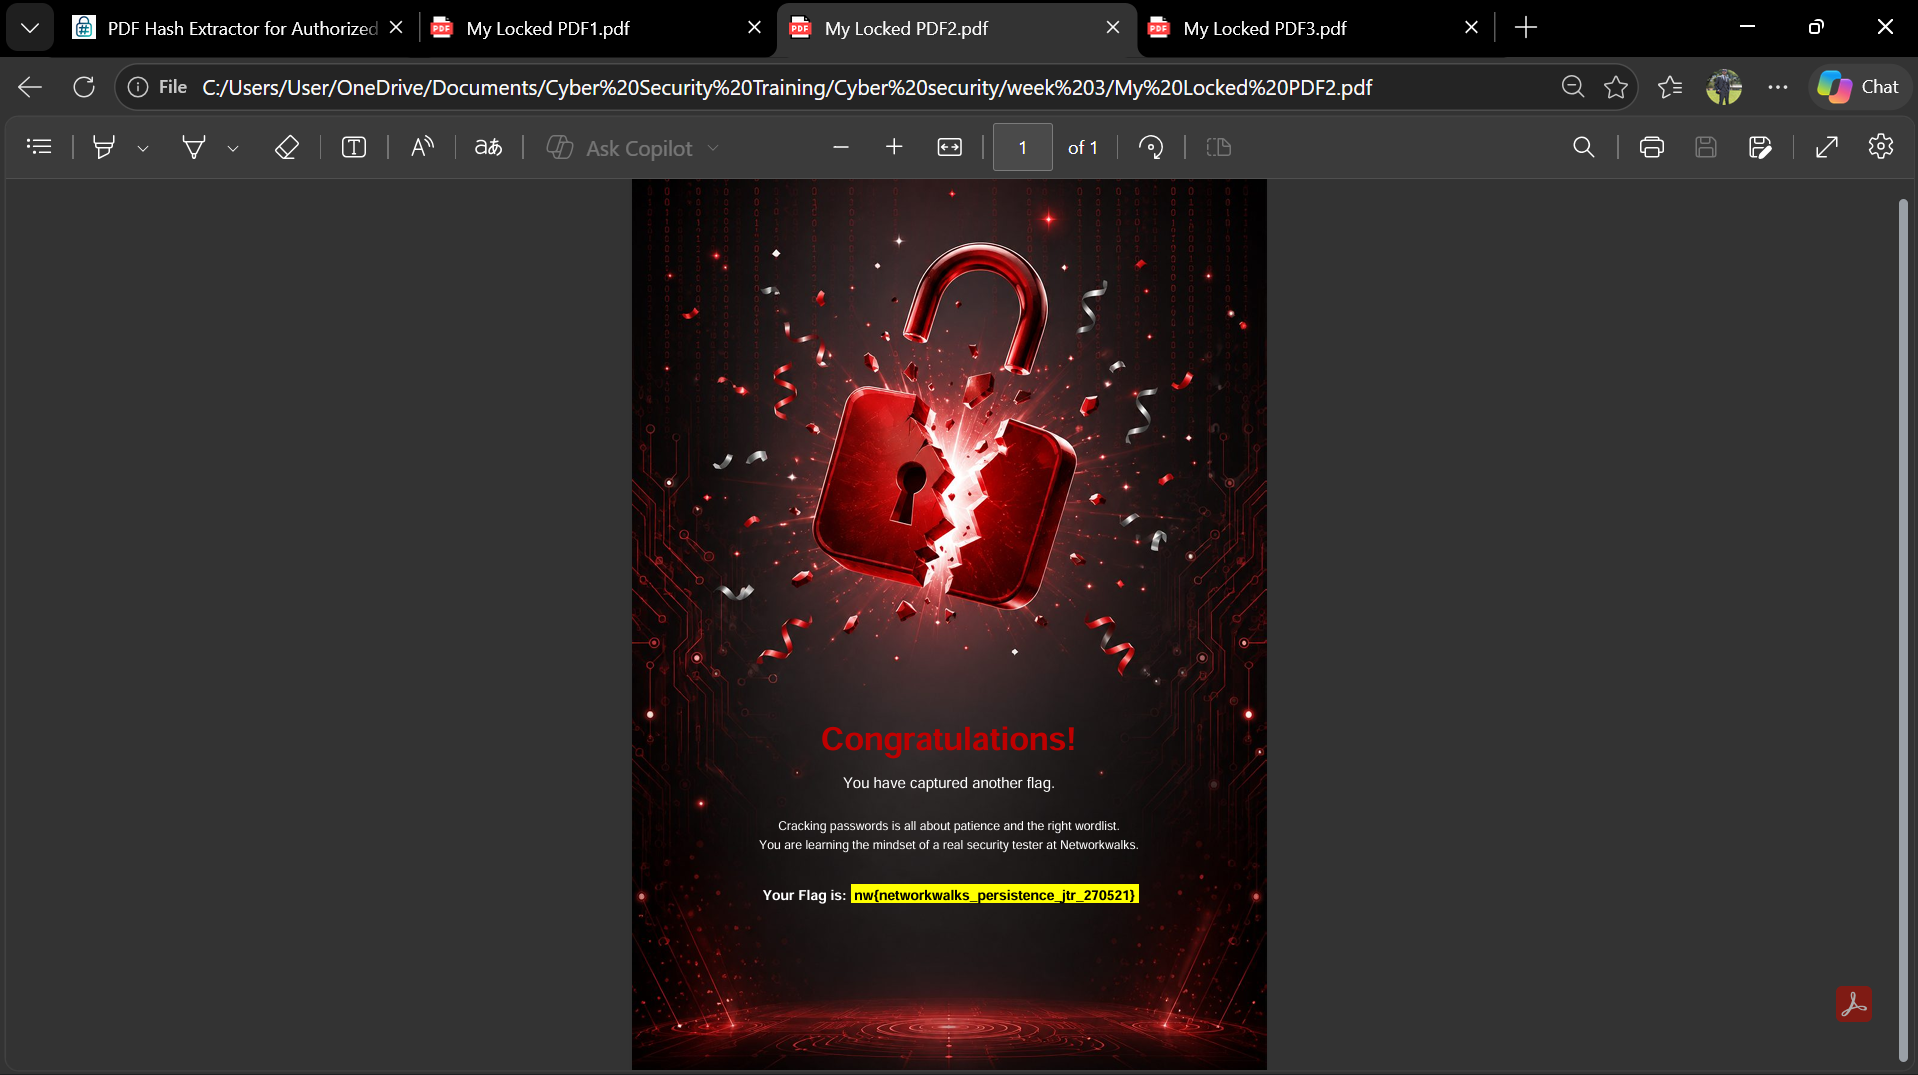 PDF Hash Extractor for Authorized
My Locked PDF1.pdf
My Locked PDF2.pdf
My Locked PDF3.pdf
File
C:/Users/User/OneDrive/Documents/Cyber%20Security%20Training/Cyber%20security/week%203/My%20Locked%20PDF2.pdf
Chat
Ask Copilot
1 of 1
Congratulations!
You have captured another flag.
Cracking passwords is all about patience and the right wordlist.
You are learning the mindset of a real security tester at Networkwalks.
Your Flag is: nw{networkwalks_persistence_jtr_270521}